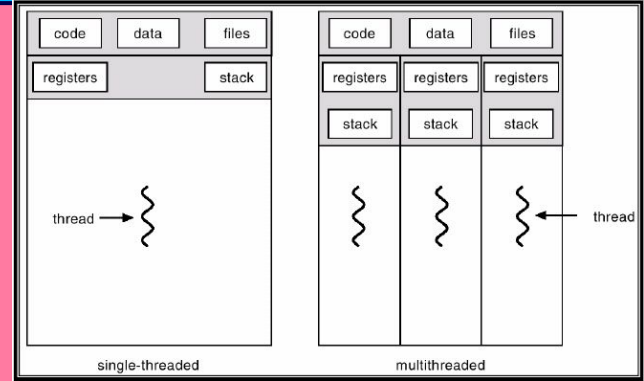 code data files code data files
registers stack registers registers registers
stack stack stack
thread thread
single-threaded multithreaded